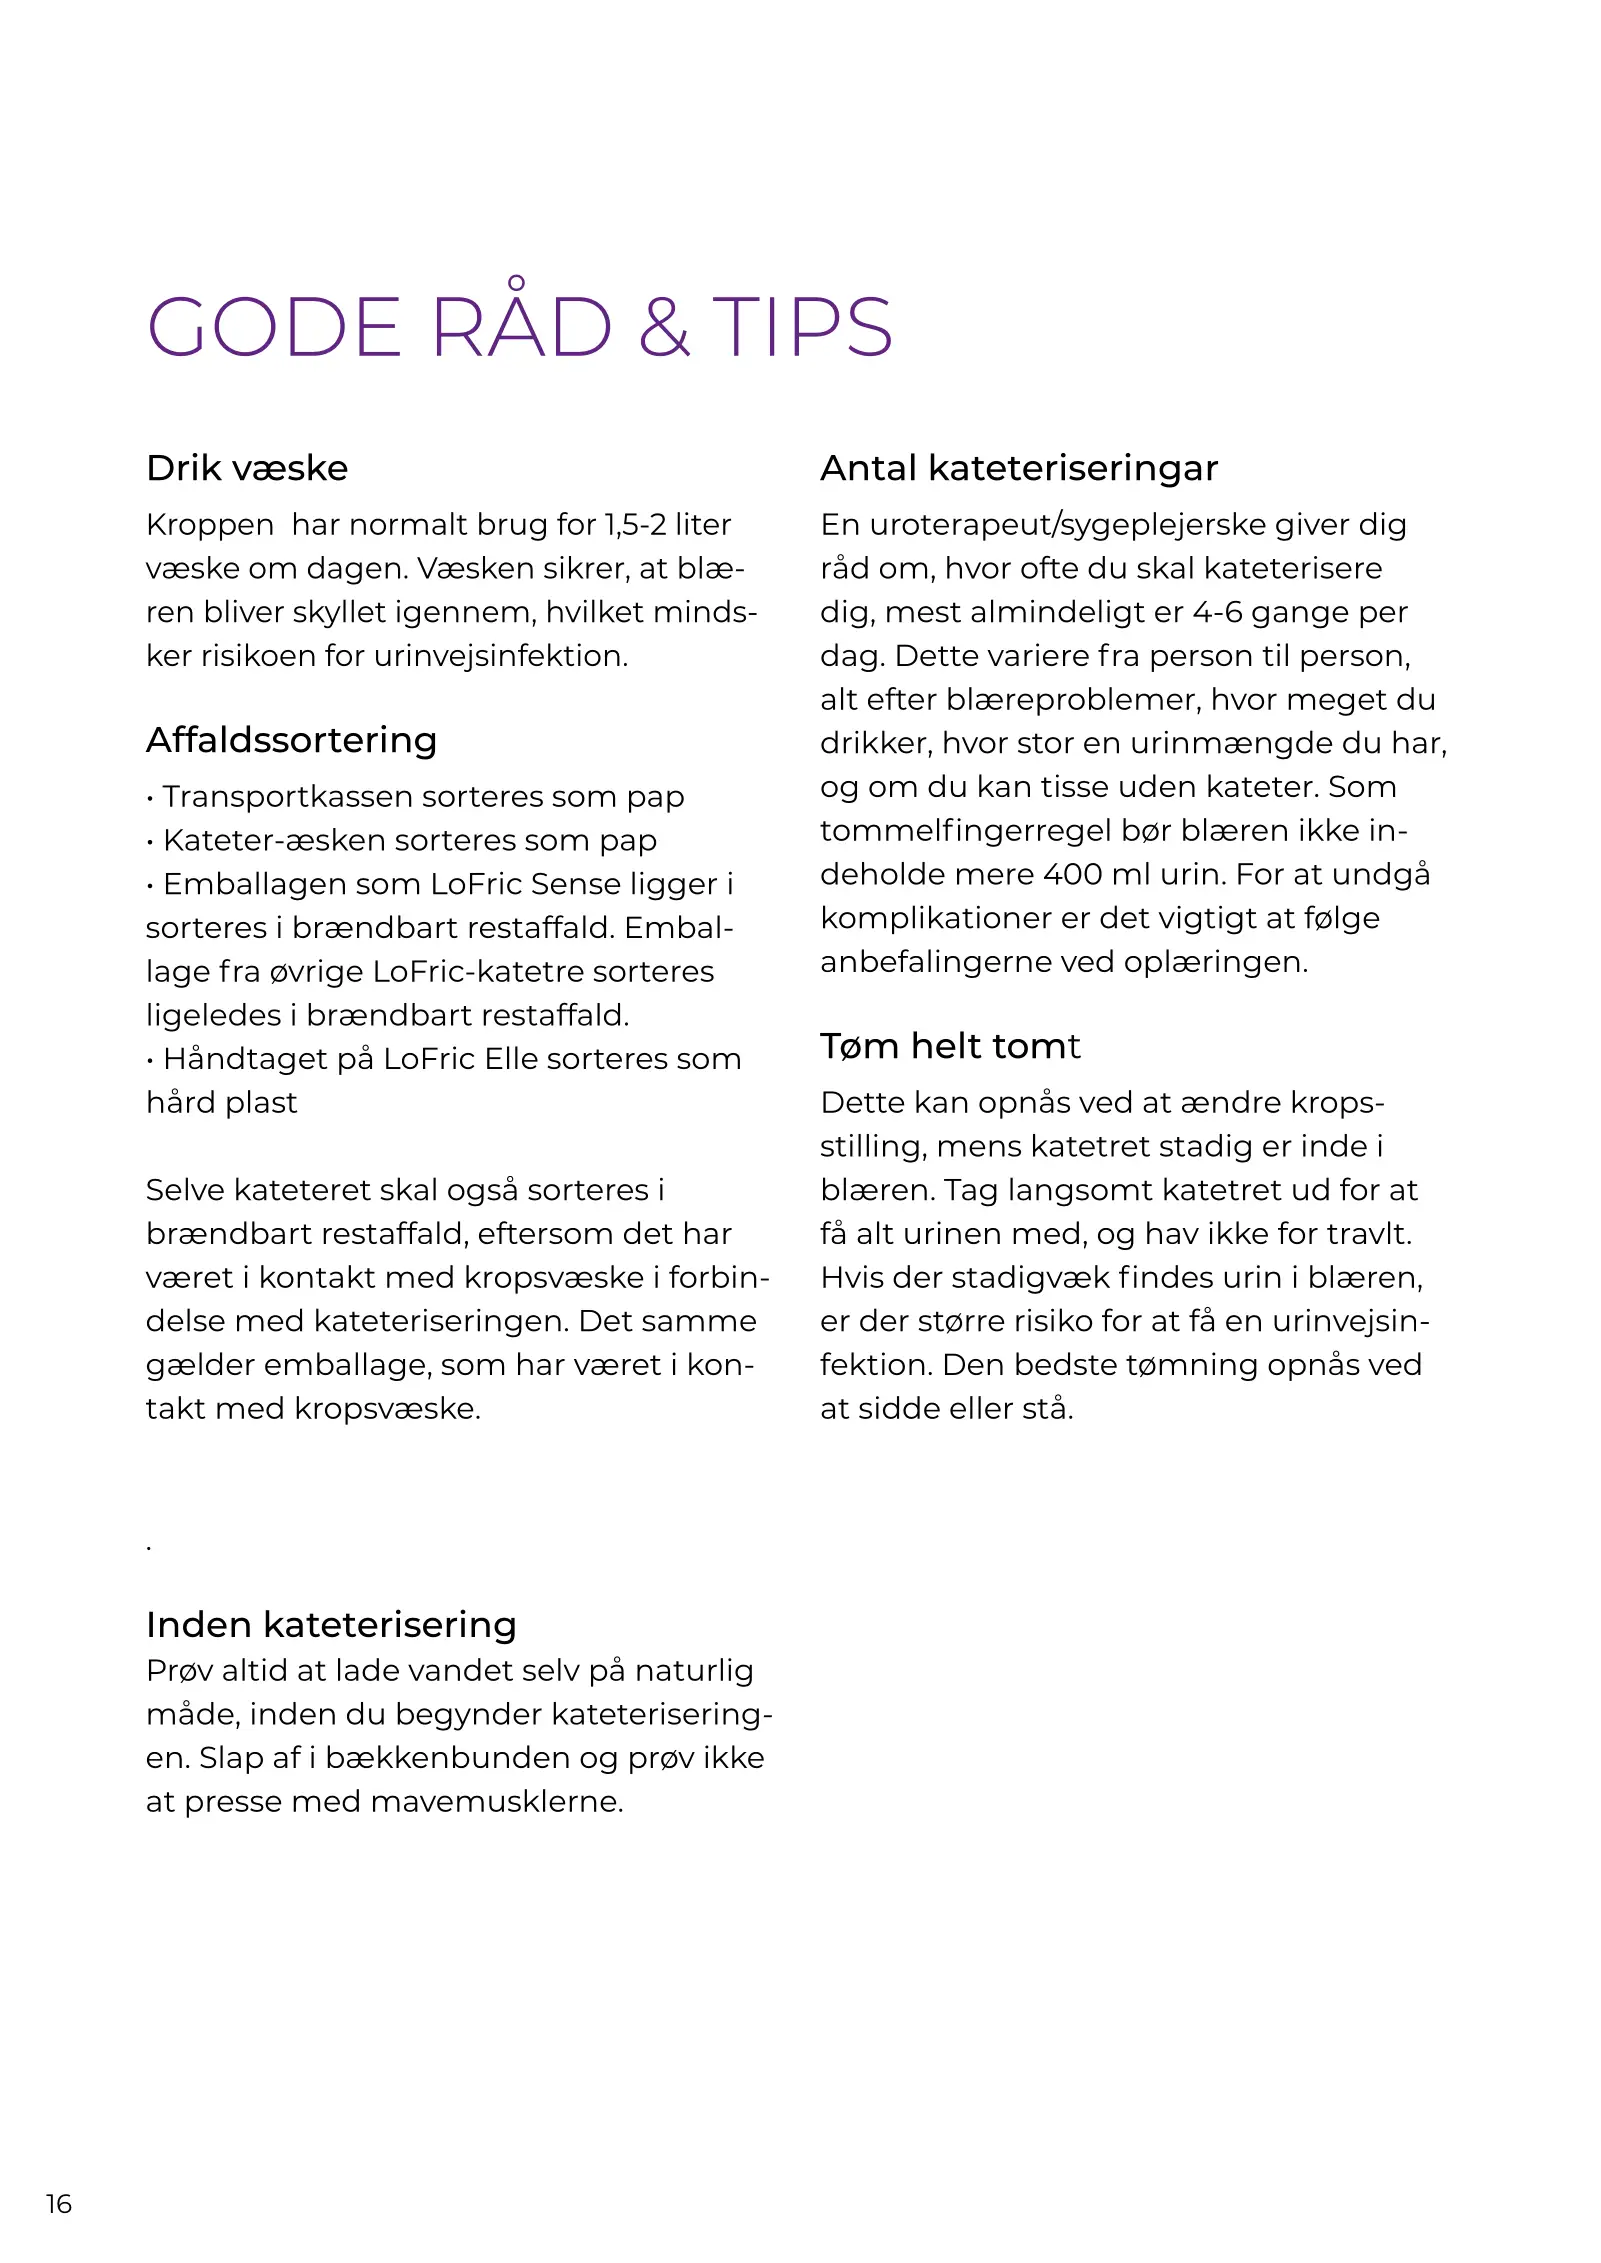 GODE RÅD & TIPS
Drik væske
Kroppen  har normalt brug for 1,5-2 liter
væske om dagen. Væsken sikrer, at blæ-
ren bliver skyllet igennem, hvilket minds-
ker risikoen for urinvejsinfektion.
Affaldssortering
• Transportkassen sorteres som pap
• Kateter-æsken sorteres som pap
• Emballagen som LoFric Sense ligger i
sorteres i brændbart restaffald. Embal-
lage fra øvrige LoFric-katetre sorteres
ligeledes i brændbart restaffald.
• Håndtaget på LoFric Elle sorteres som
hård plast
Selve kateteret skal også sorteres i
brændbart restaffald, eftersom det har
været i kontakt med kropsvæske i forbin-
delse med kateteriseringen. Det samme
gælder emballage, som har været i kon-
takt med kropsvæske.
.
Inden kateterisering
Prøv altid at lade vandet selv på naturlig
måde, inden du begynder kateterisering-
en. Slap af i bækkenbunden og prøv ikke
at presse med mavemusklerne.
Antal kateteriseringar
En uroterapeut/sygeplejerske giver dig
råd om, hvor ofte du skal kateterisere
dig, mest almindeligt er 4-6 gange per
dag. Dette variere fra person til person,
alt efter blæreproblemer, hvor meget du
drikker, hvor stor en urinmængde du har,
og om du kan tisse uden kateter. Som
tommelfingerregel bør blæren ikke in-
deholde mere 400 ml urin. For at undgå
komplikationer er det vigtigt at følge
anbefalingerne ved oplæringen.
Tøm helt tomt
Dette kan opnås ved at ændre krops-
stilling, mens katetret stadig er inde i
blæren. Tag langsomt katetret ud for at
få alt urinen med, og hav ikke for travlt.
Hvis der stadigvæk findes urin i blæren,
er der større risiko for at få en urinvejsin-
fektion. Den bedste tømning opnås ved
at sidde eller stå.
16